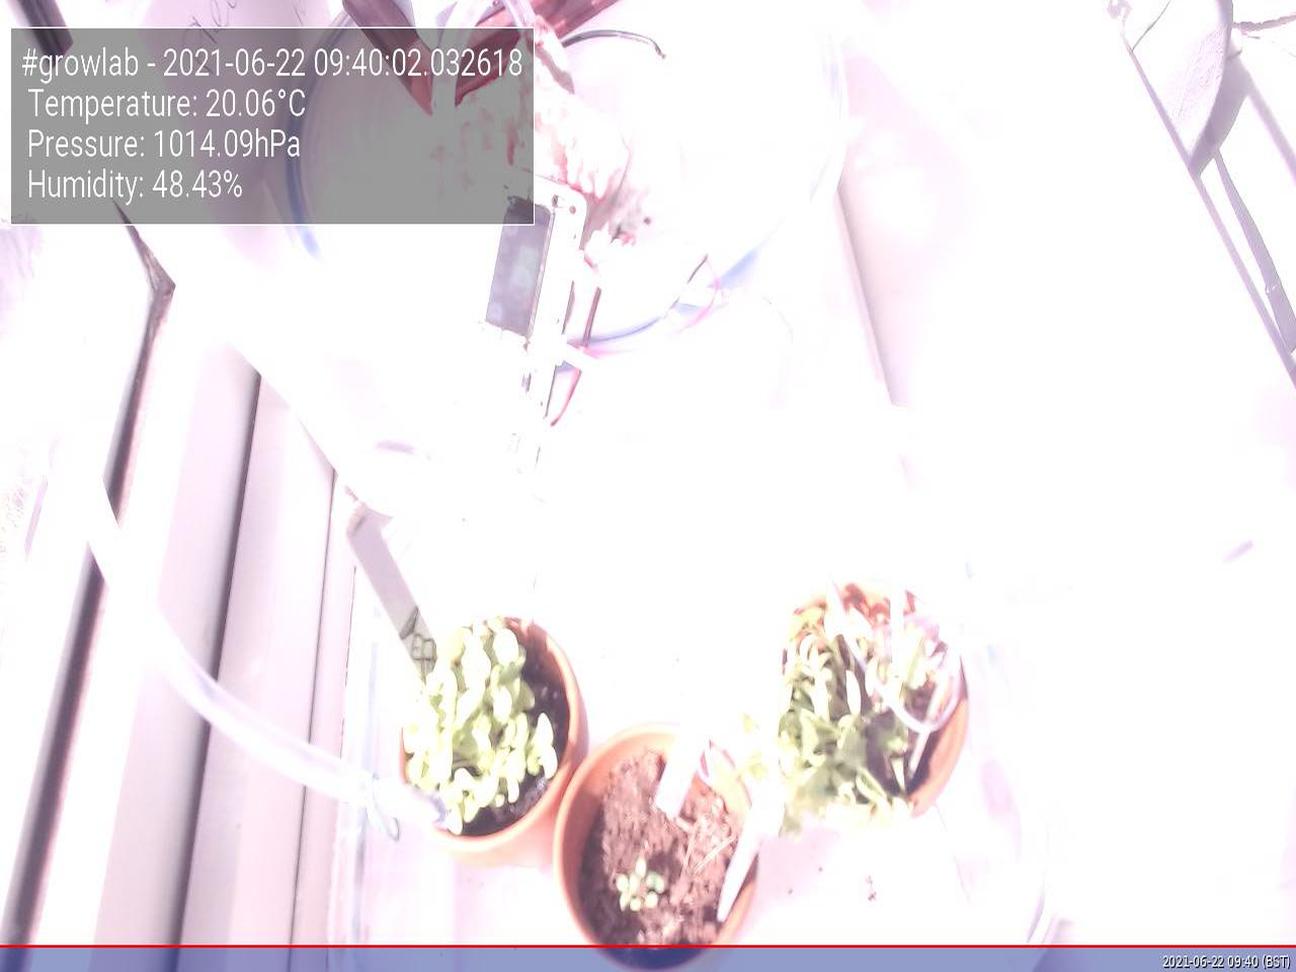 #growlab - 2021-06-22 09:40:02.032618
Temperature: 20.06°C
Pressure: 1014.09hPa
Humidity: 48.43%
2021-06-22 09:40 (BST)